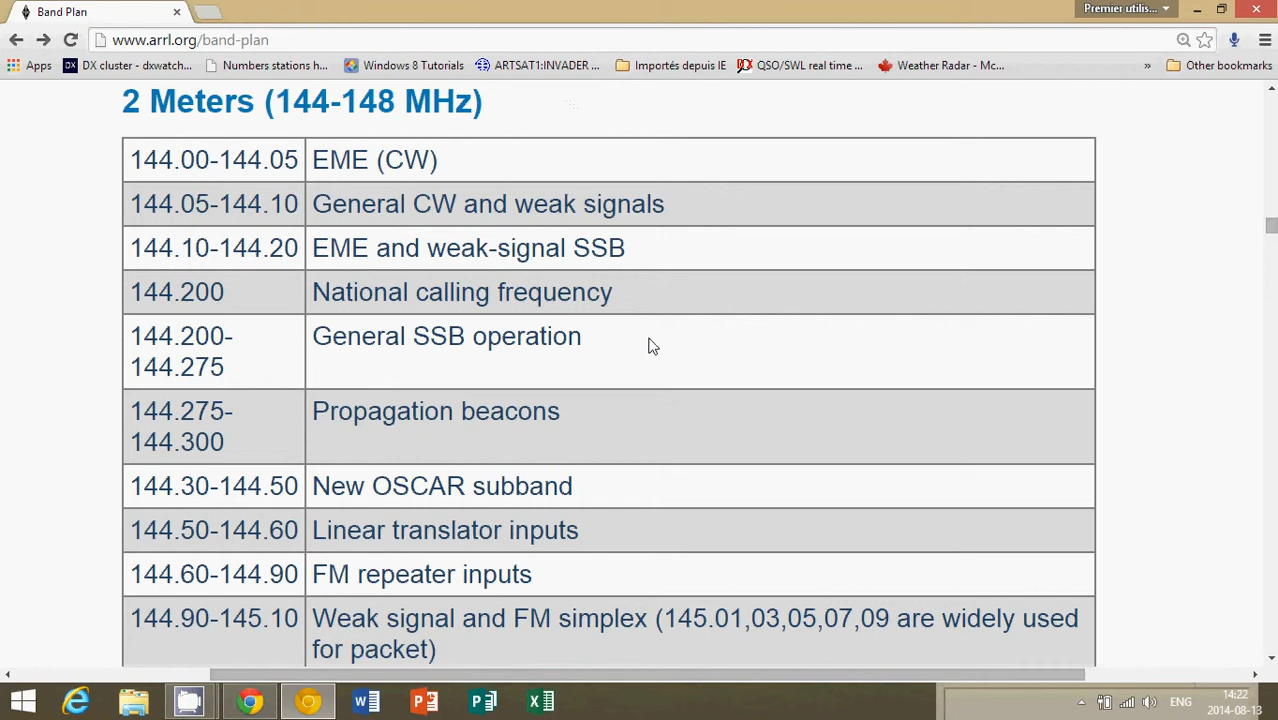 Band Plan
Premier utilis...
www.arrl.org/band-plan
Apps DX cluster - dxwatch... Numbers stations h... Windows 8 Tutorials ARTSAT1:INVADER ... Importés depuis IE QSO/SWL real time ... Weather Radar - Mc... » Other bookmarks
2 Meters (144-148 MHz)
144.00-144.05 EME (CW)
144.05-144.10 General CW and weak signals
144.10-144.20 EME and weak-signal SSB
144.200 National calling frequency
144.200- General SSB operation
144.275
144.275- Propagation beacons
144.300
144.30-144.50 New OSCAR subband
144.50-144.60 Linear translator inputs
144.60-144.90 FM repeater inputs
144.90-145.10 Weak signal and FM simplex (145.01,03,05,07,09 are widely used
for packet)
ENG
14:22
2014-08-13